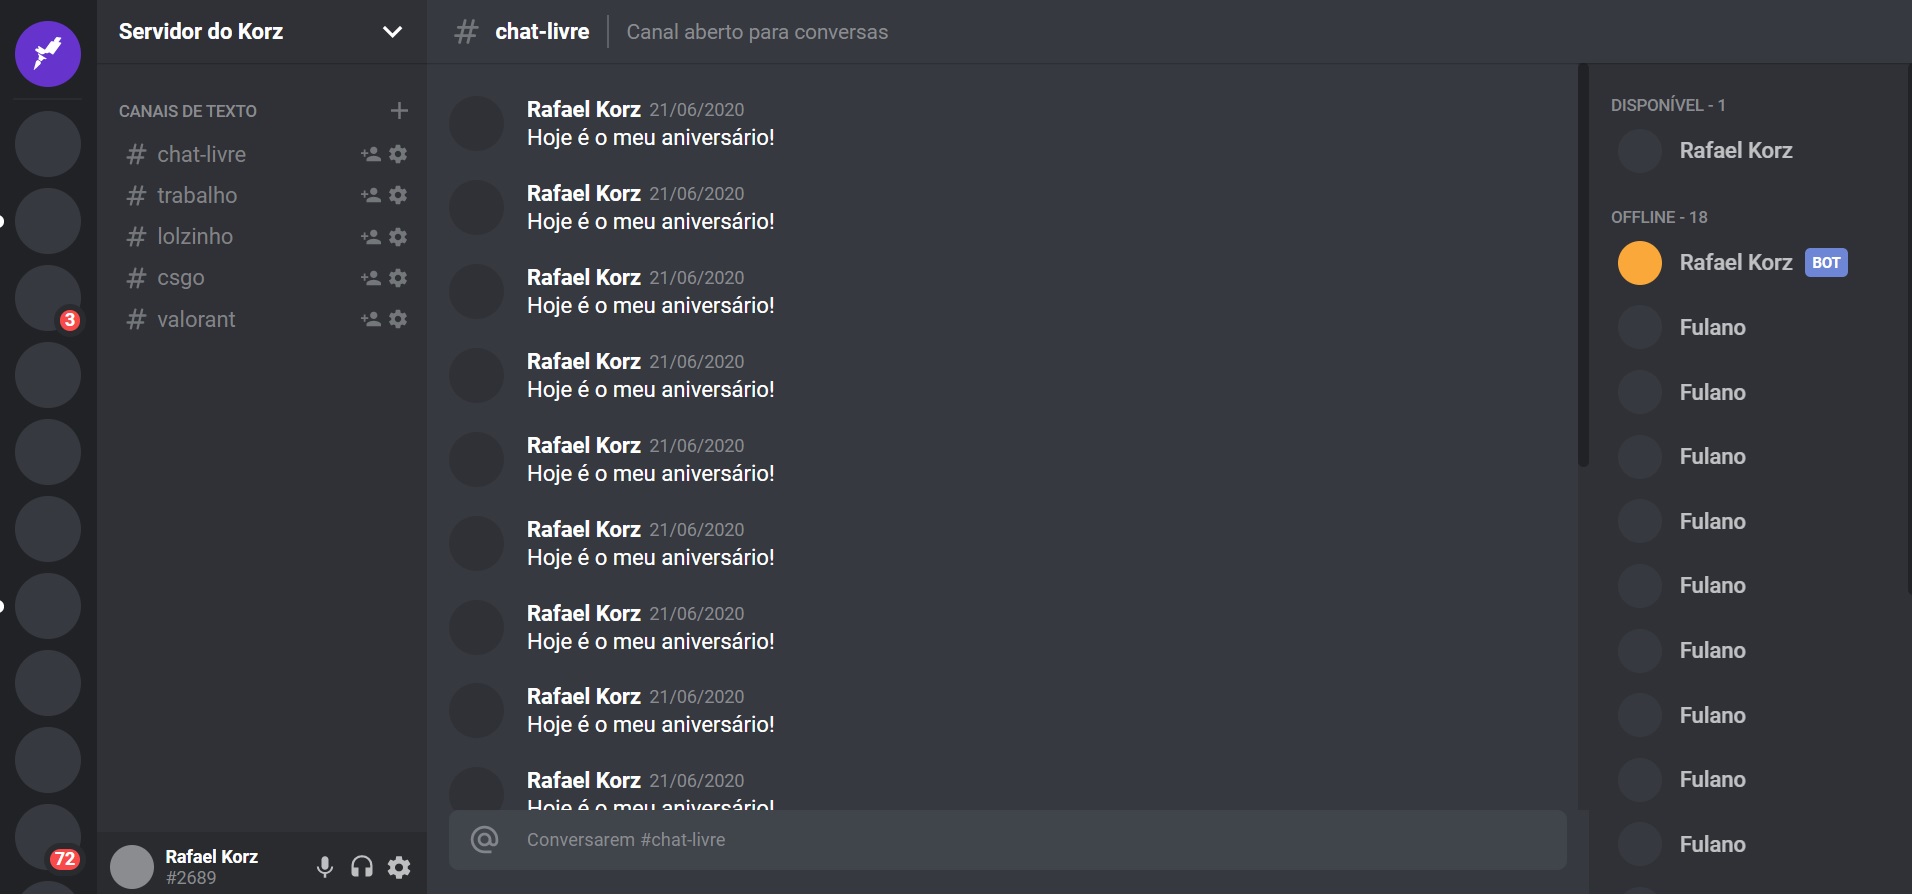 Servidor do Korz
CANAIS DE TEXTO
chat-livre
trabalho
lolzinho
csgo
valorant
3
72
Rafael Korz
#2689
# chat-livre
Canal aberto para conversas
Rafael Korz 21/06/2020
Hoje é o meu aniversário!
Rafael Korz 21/06/2020
Hoje é o meu aniversário!
Rafael Korz 21/06/2020
Hoje é o meu aniversário!
Rafael Korz 21/06/2020
Hoje é o meu aniversário!
Rafael Korz 21/06/2020
Hoje é o meu aniversário!
Rafael Korz 21/06/2020
Hoje é o meu aniversário!
Rafael Korz 21/06/2020
Hoje é o meu aniversário!
Rafael Korz 21/06/2020
Hoje é o meu aniversário!
Rafael Korz 21/06/2020
Hoje é o meu aniversário!
Conversarem #chat-livre
DISPONÍVEL - 1
Rafael Korz
OFFLINE - 18
Rafael Korz BOT
Fulano
Fulano
Fulano
Fulano
Fulano
Fulano
Fulano
Fulano
Fulano